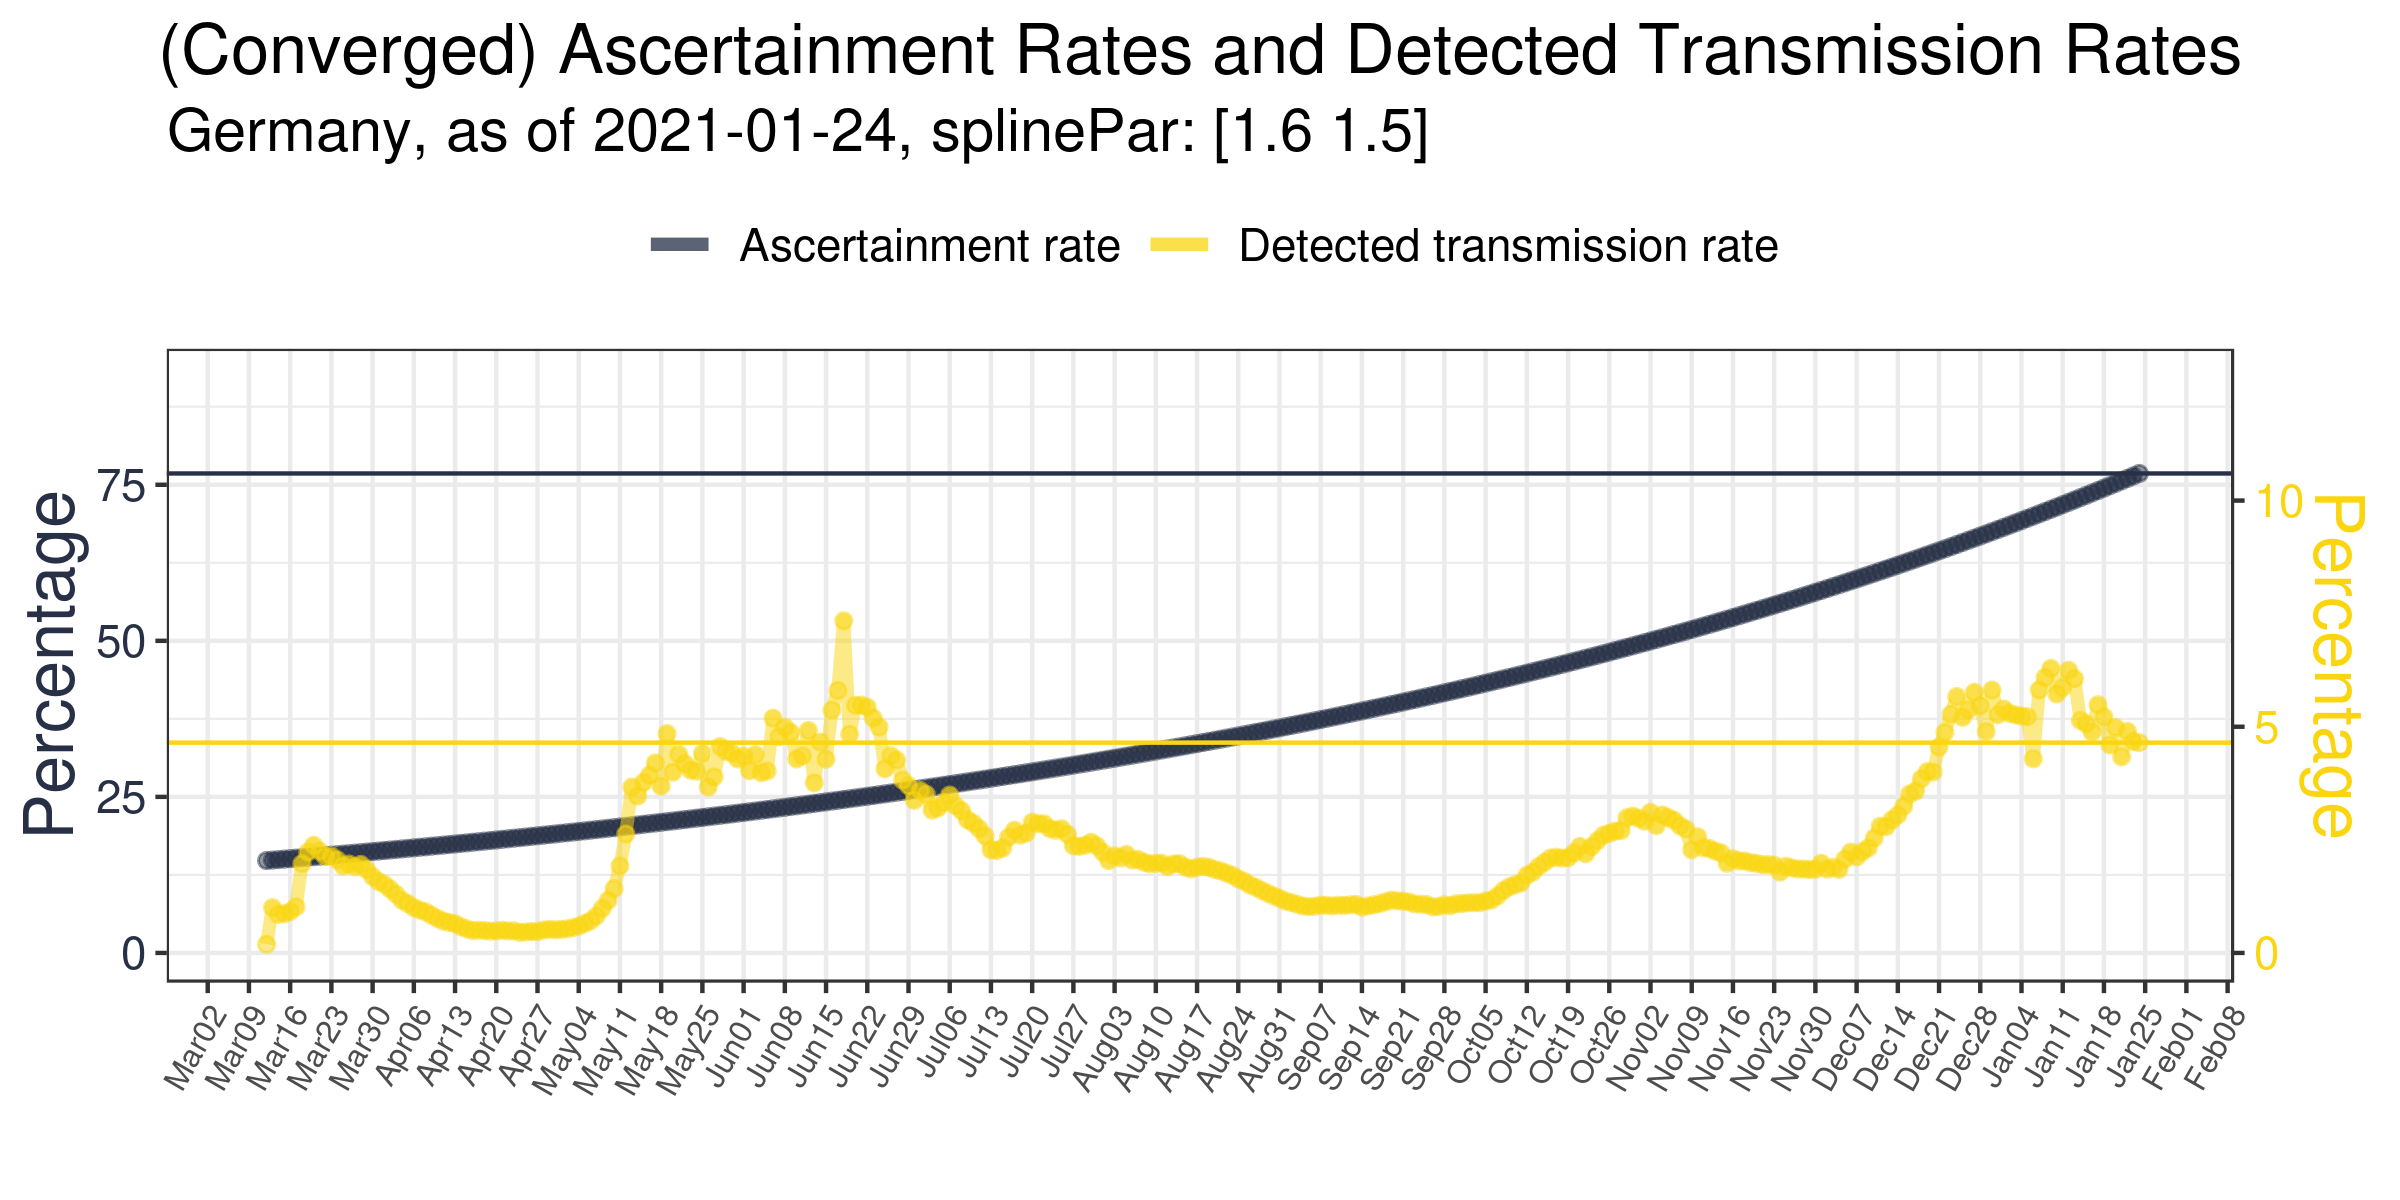 (Converged) Ascertainment Rates and Detected Transmission Rates
Germany, as of 2021-01-24, splinePar: [1.6 1.5]
Ascertainment rate Detected transmission rate
Percentage
75
50
25
0
10
5
0
Percentage
Mar02 Mar09 Mar16 Mar23 Mar30 Apr06 Apr13 Apr20 Apr27 May04 May11 May18 May25 Jun01 Jun08 Jun15 Jun22 Jun29 Jul06 Jul13 Jul20 Jul27 Aug03 Aug10 Aug17 Aug24 Aug31 Sep07 Sep14 Sep21 Sep28 Oct05 Oct12 Oct19 Oct26 Nov02 Nov09 Nov16 Nov23 Nov30 Dec07 Dec14 Dec21 Dec28 Jan04 Jan11 Jan18 Jan25 Feb01 Feb08